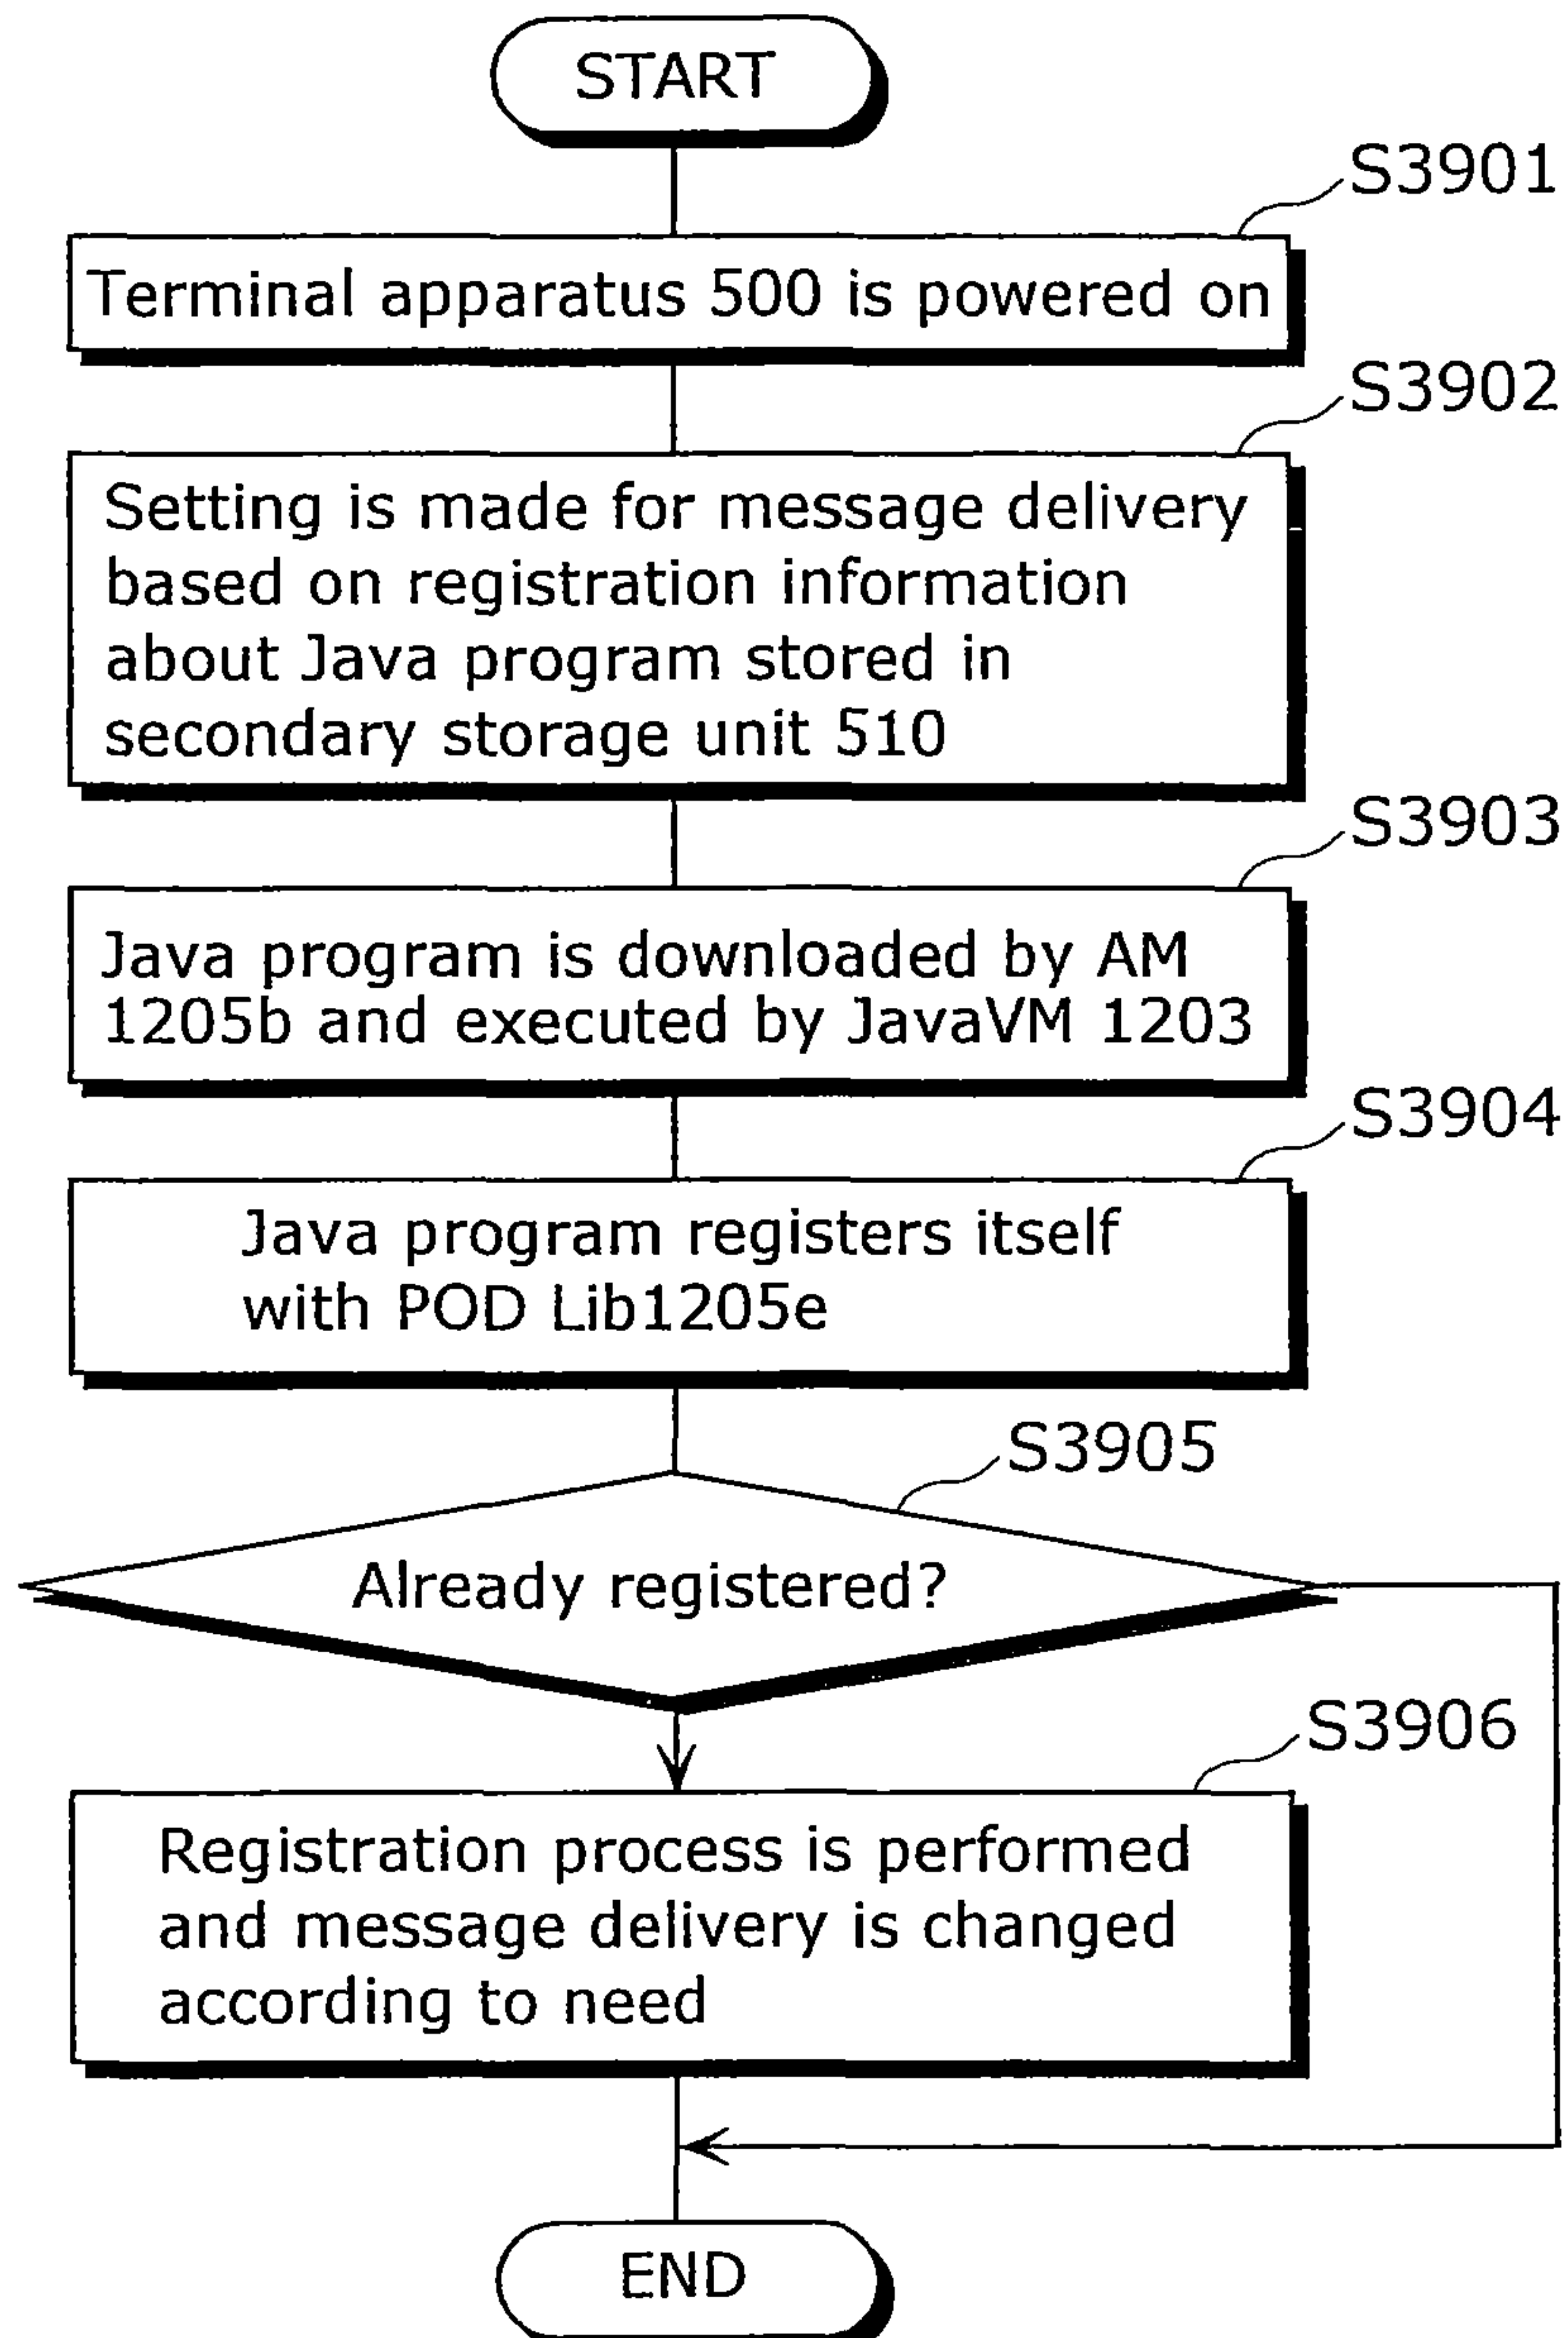 START
S3901
Terminal apparatus 500 is powered on
S3902
Setting is made for message delivery
based on registration information
about Java program stored in
secondary storage unit 510
S3903
Java program is downloaded by AM
1205b and executed by JavaVM 1203
S3904
Java program registers itself
with POD Lib1205e
S3905
Already registered?
S3906
Registration process is performed
and message delivery is changed
according to need
END